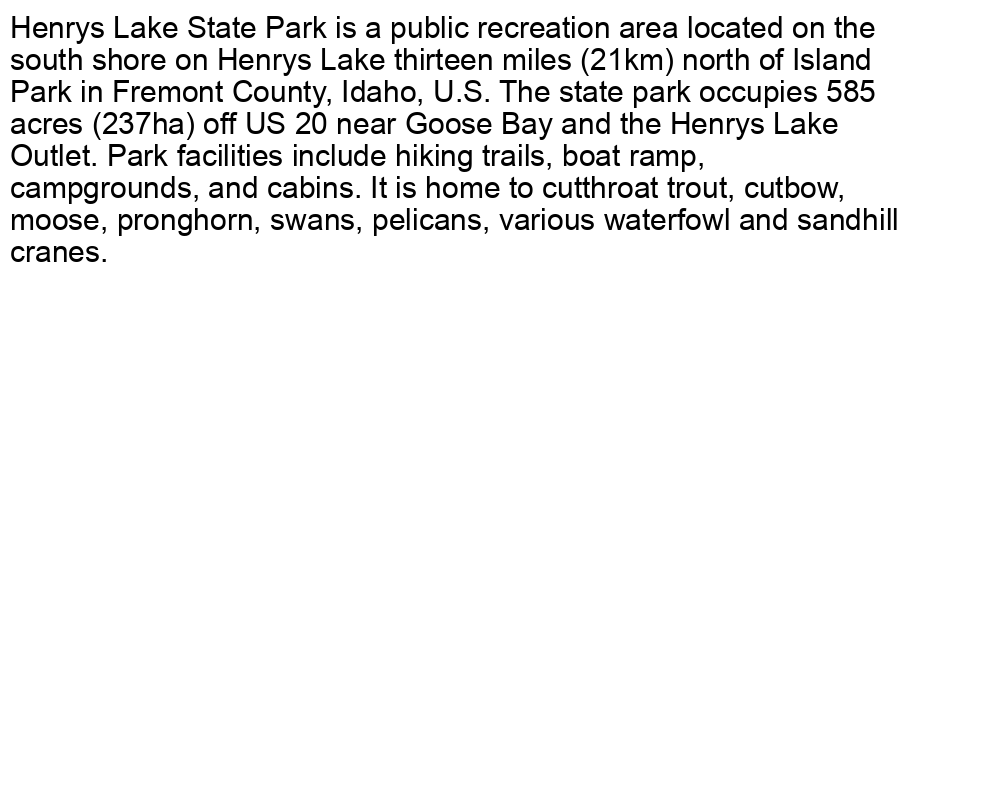 Henrys Lake State Park is a public recreation area located on the
south shore on Henrys Lake thirteen miles (21km) north of Island
Park in Fremont County, Idaho, U.S. The state park occupies 585
acres (237ha) off US 20 near Goose Bay and the Henrys Lake
Outlet. Park facilities include hiking trails, boat ramp,
campgrounds, and cabins. It is home to cutthroat trout, cutbow,
moose, pronghorn, swans, pelicans, various waterfowl and sandhill
cranes.